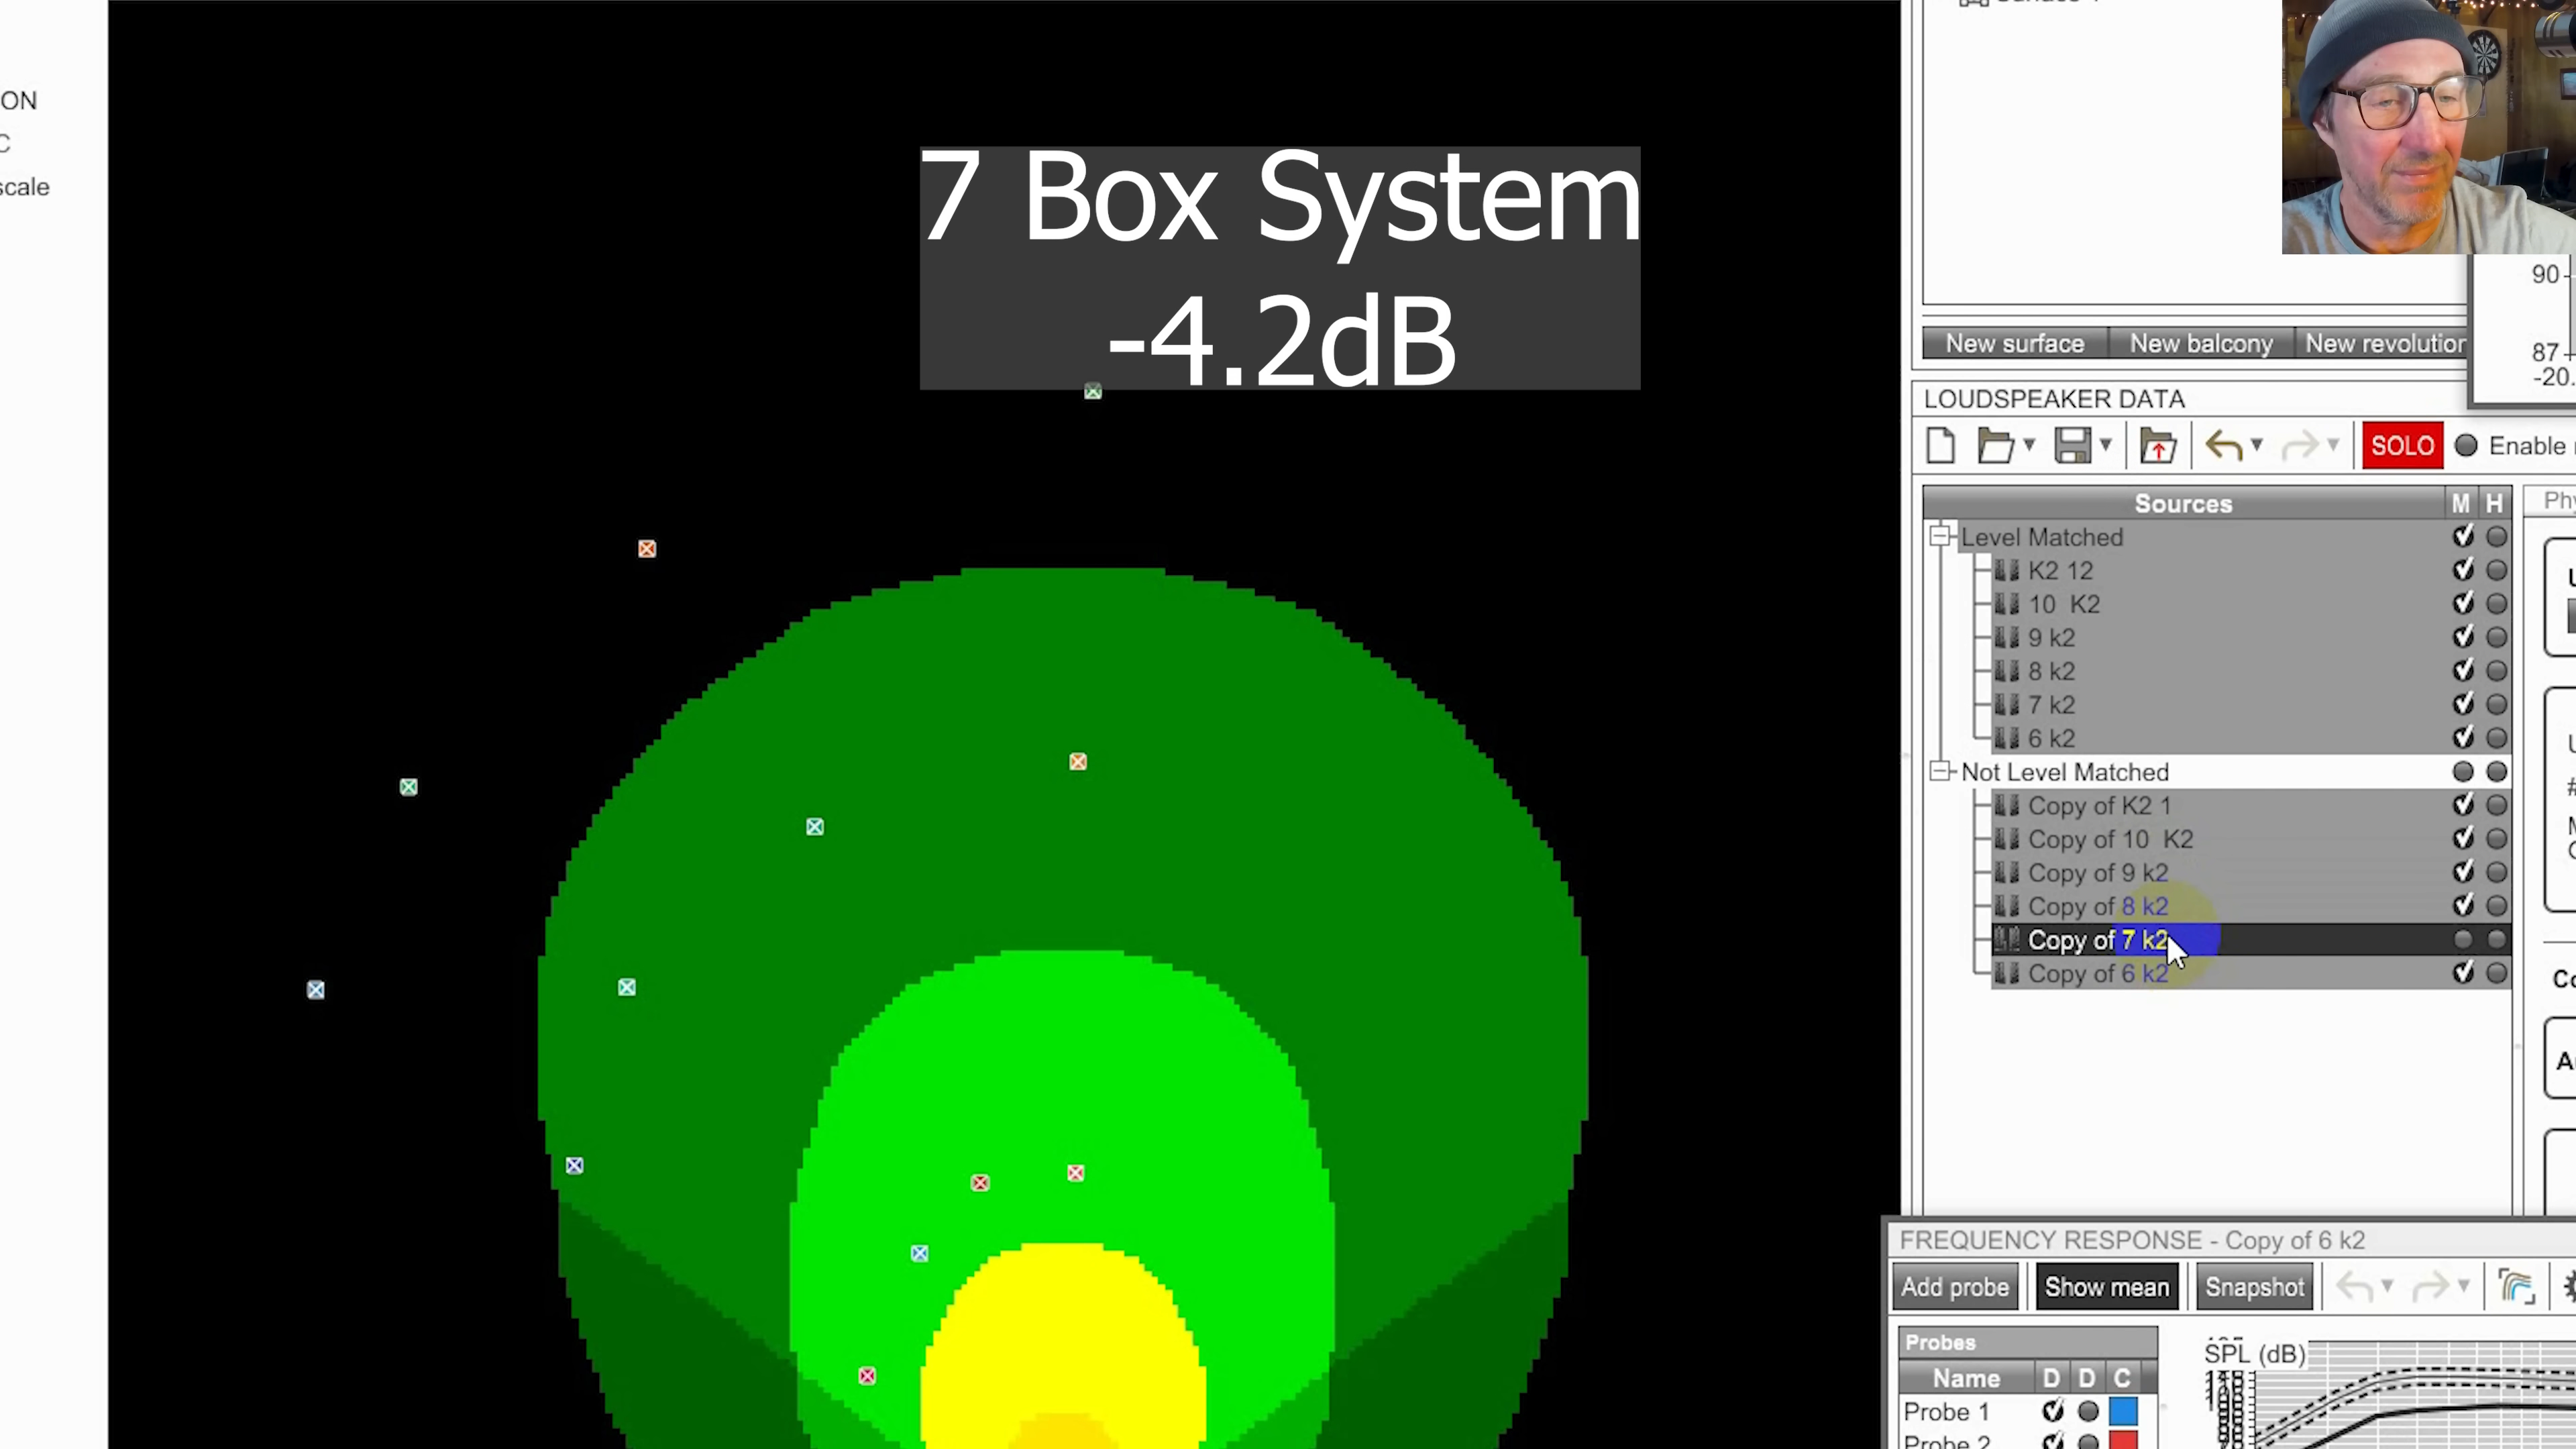 ON
C
scale
7 Box System
-4.2dB
90
87
-20.
New surface
New balcony
New revolution
LOUDSPEAKER DATA
SOLO
Enable
Sources M H
Phy
Level Matched
K2 12
10 K2
9 k2
8 k2
7 k2
6 k2
Not Level Matched
Copy of K2 1
Copy of 10 K2
Copy of 9 k2
Copy of 8 k2
Copy of 7 k2
Copy of 6 k2
#
Co
A
FREQUENCY RESPONSE - Copy of 6 k2
Add probe
Show mean
Snapshot
Probes
Name D D C
Probe 1
Probe 2
SPL (dB)